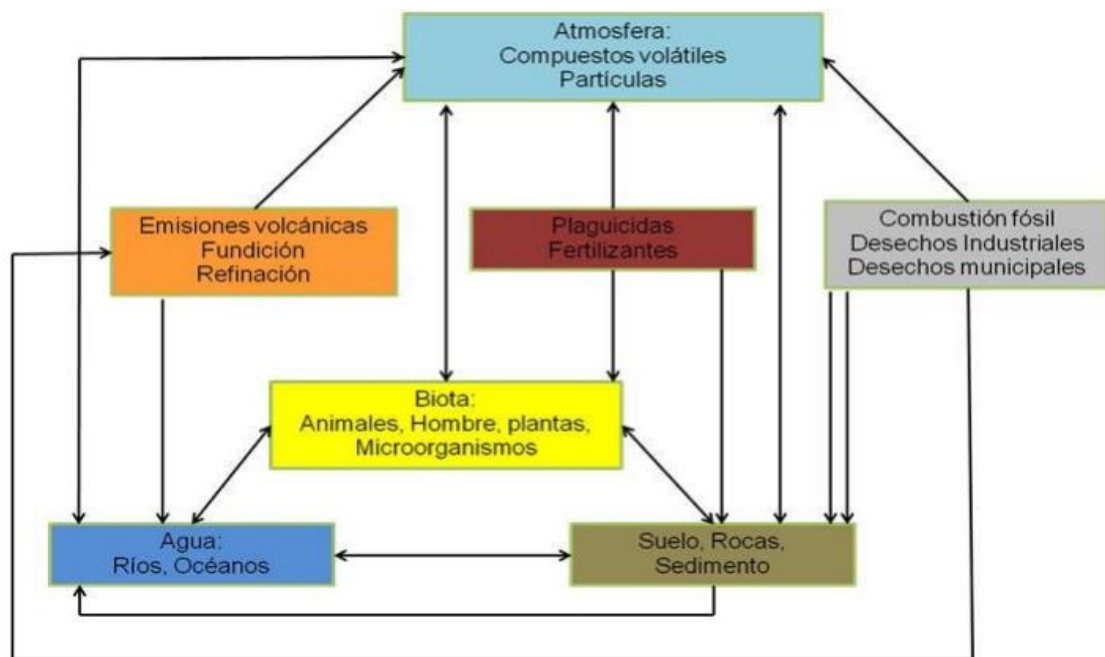 Atmosfera:
Compuestos volátiles
Partículas
Emisiones volcánicas
Fundición
Refinación
Plaguicidas
Fertilizantes
Combustión fósil
Desechos Industriales
Desechos municipales
Biota:
Animales, Hombre, plantas,
Microorganismos
Agua:
Ríos, Océanos
Suelo, Rocas,
Sedimento